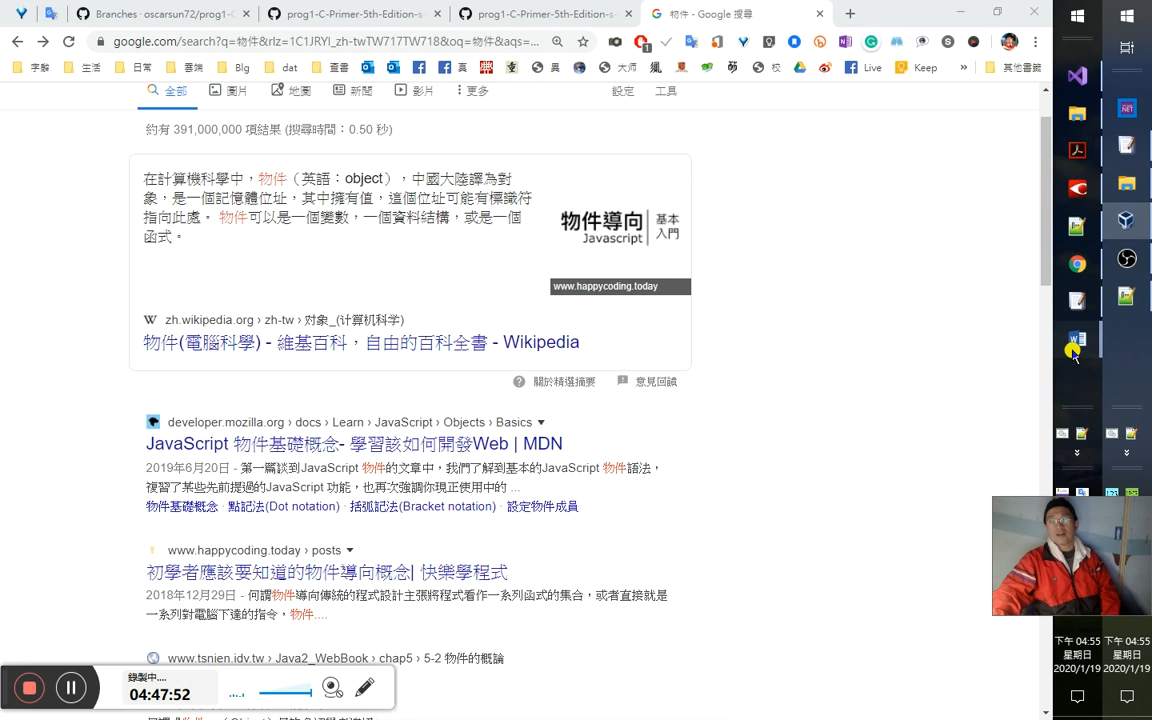 Branches · oscarsun72/prog1-C
prog1-C-Primer-5th-Edition-s
prog1-C-Primer-5th-Edition-s
物件 - Google 搜尋
google.com/search?q=物件&rlz=1C1JRYI_zh-twTW717TW718&oq=物件&aqs=...
1
字辭
生活
日常
雲端
Blg
dat
查書
真
異
大师
校
Live
Keep
»
其他書籤
全部
圖片
地圖
新聞
影片
更多
設定
工具
約有 391,000,000 項結果 (搜尋時間：0.50 秒)
在計算機科學中，物件（英語：object），中國大陸譯為對
象，是一個記憶體位址，其中擁有值，這個位址可能有標識符
指向此處。 物件可以是一個變數，一個資料結構，或是一個
函式。
物件導向
Javascript
基本
入門
www.happycoding.today
zh.wikipedia.org › zh-tw › 对象_(计算机科学)
物件(電腦科學) - 維基百科，自由的百科全書 - Wikipedia
關於精選摘要
意見回饋
developer.mozilla.org › docs › Learn › JavaScript › Objects › Basics
JavaScript 物件基礎概念- 學習該如何開發Web | MDN
2019年6月20日 - 第一篇談到JavaScript 物件的文章中，我們了解到基本的JavaScript 物件語法，
複習了某些先前提過的JavaScript 功能，也再次強調你現正使用中的 ...
物件基礎概念 · 點記法(Dot notation) · 括弧記法(Bracket notation) · 設定物件成員
www.happycoding.today › posts
初學者應該要知道的物件導向概念| 快樂學程式
2018年12月29日 - 何謂物件導向傳統的程式設計主張將程式看作一系列函式的集合，或者直接就是
一系列對電腦下達的指令，物件....
www.tsnien.idv.tw › Java2_WebBook › chap5 › 5-2 物件的概論
錄製中....
04:47:52
下午 04:55
星期日
2020/1/19
下午 04:55
星期日
2020/1/19